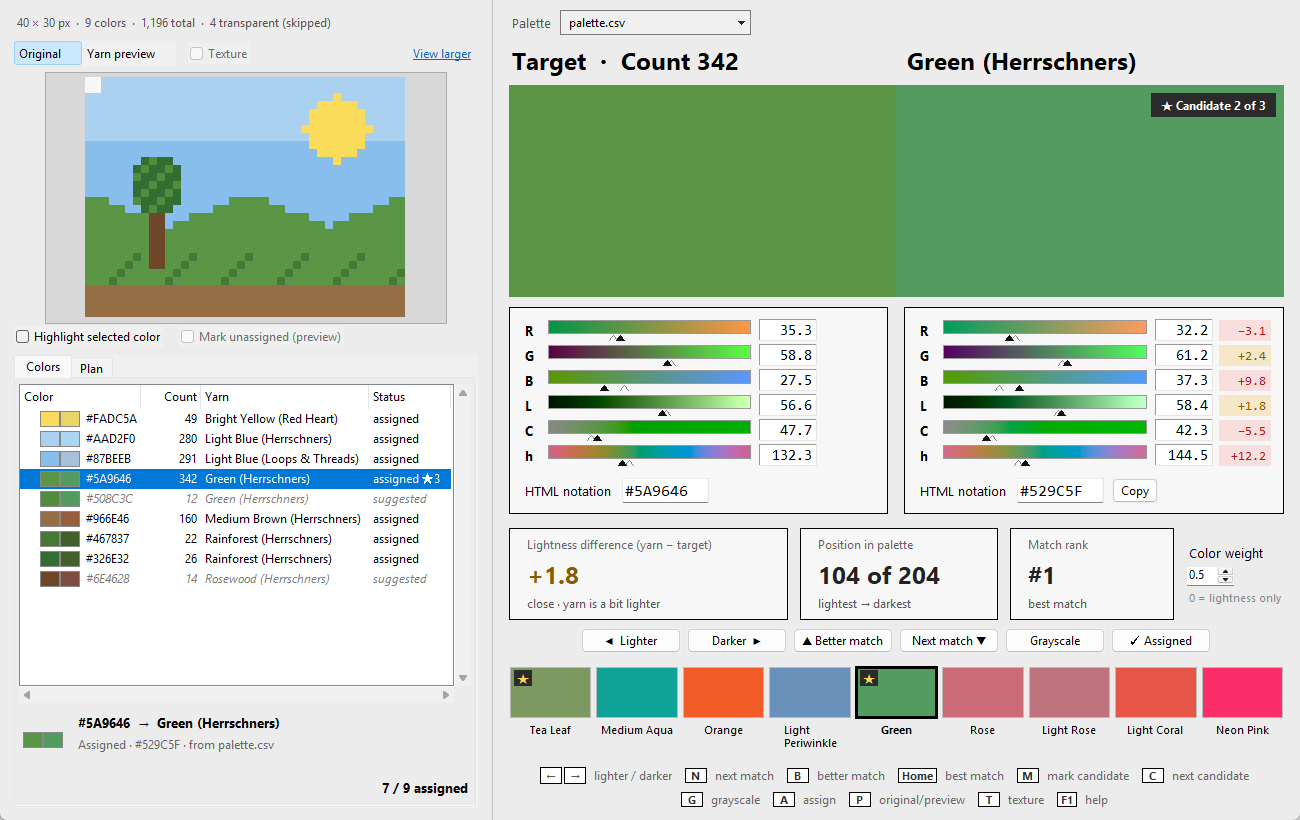 40 × 30 px · 9 colors · 1,196 total · 4 transparent (skipped)
Original Yarn preview Texture View larger
Highlight selected color Mark unassigned (preview)
Colors Plan
Color Count Yarn Status
#FADC5A 49 Bright Yellow (Red Heart) assigned
#AAD2F0 280 Light Blue (Herrschners) assigned
#87BEEB 291 Light Blue (Loops & Threads) assigned
#5A9646 342 Green (Herrschners) assigned ★3
#508C3C 12 Green (Herrschners) suggested
#966E46 160 Medium Brown (Herrschners) assigned
#467837 22 Rainforest (Herrschners) assigned
#326E32 26 Rainforest (Herrschners) assigned
#6E4628 14 Rosewood (Herrschners) suggested
#5A9646 → Green (Herrschners)
Assigned · #529C5F · from palette.csv
7 / 9 assigned
Palette palette.csv
Target · Count 342 Green (Herrschners)
★ Candidate 2 of 3
R 35.3
G 58.8
B 27.5
L 56.6
C 47.7
h 132.3
HTML notation #5A9646
R 32.2 −3.1
G 61.2 +2.4
B 37.3 +9.8
L 58.4 +1.8
C 42.3 −5.5
h 144.5 +12.2
HTML notation #529C5F Copy
Lightness difference (yarn − target)
+1.8
close · yarn is a bit lighter
Position in palette
104 of 204
lightest → darkest
Match rank
#1
best match
Color weight
0.5
0 = lightness only
◄ Lighter Darker ► ▲ Better match Next match ▼ Grayscale ✓ Assigned
Tea Leaf Medium Aqua Orange Light Periwinkle Green Rose Light Rose Light Coral Neon Pink
← → lighter / darker N next match B better match Home best match M mark candidate C next candidate
G grayscale A assign P original/preview T texture F1 help